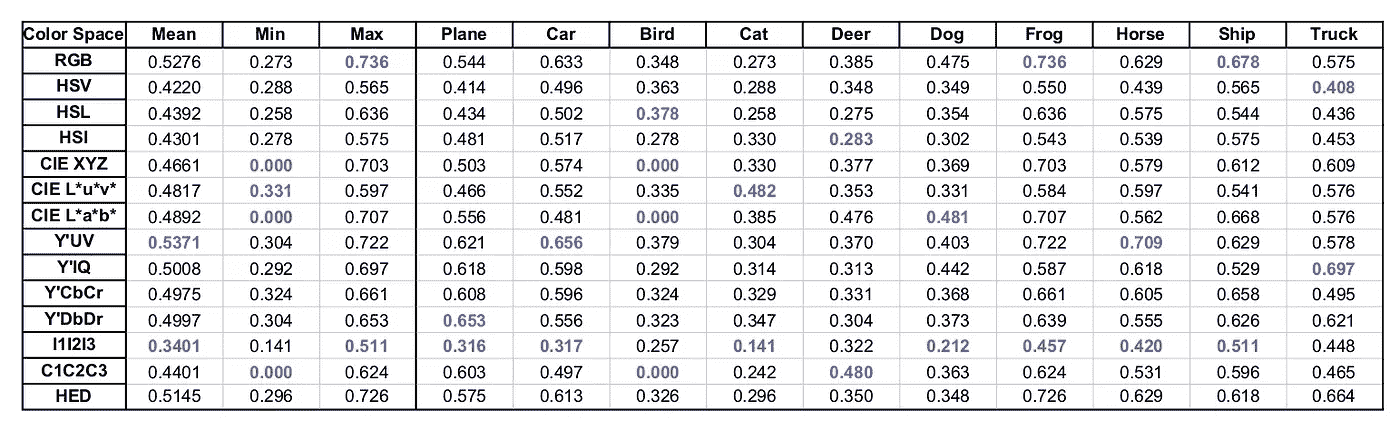 Color Space Mean Min Max Plane Car Bird Cat Deer Dog Frog Horse Ship Truck
RGB 0.5276 0.273 0.736 0.544 0.633 0.348 0.273 0.385 0.475 0.736 0.629 0.678 0.575
HSV 0.4220 0.288 0.565 0.414 0.496 0.363 0.288 0.348 0.349 0.550 0.439 0.565 0.408
HSL 0.4392 0.258 0.636 0.434 0.502 0.378 0.258 0.275 0.354 0.636 0.575 0.544 0.436
HSI 0.4301 0.278 0.575 0.481 0.517 0.278 0.330 0.283 0.302 0.543 0.539 0.575 0.453
CIE XYZ 0.4661 0.000 0.703 0.503 0.574 0.000 0.330 0.377 0.369 0.703 0.579 0.612 0.609
CIE L*u*v* 0.4817 0.331 0.597 0.466 0.552 0.335 0.482 0.353 0.331 0.584 0.597 0.541 0.576
CIE L*a*b* 0.4892 0.000 0.707 0.556 0.481 0.000 0.385 0.476 0.481 0.707 0.562 0.668 0.576
Y'UV 0.5371 0.304 0.722 0.621 0.656 0.379 0.304 0.370 0.403 0.722 0.709 0.629 0.578
Y'IQ 0.5008 0.292 0.697 0.618 0.598 0.292 0.314 0.313 0.442 0.587 0.618 0.529 0.697
Y'CbCr 0.4975 0.324 0.661 0.608 0.596 0.324 0.329 0.331 0.368 0.661 0.605 0.658 0.495
Y'DbDr 0.4997 0.304 0.653 0.653 0.556 0.323 0.347 0.304 0.373 0.639 0.555 0.626 0.621
I1I2I3 0.3401 0.141 0.511 0.316 0.317 0.257 0.141 0.322 0.212 0.457 0.420 0.511 0.448
C1C2C3 0.4401 0.000 0.624 0.603 0.497 0.000 0.242 0.480 0.363 0.624 0.531 0.596 0.465
HED 0.5145 0.296 0.726 0.575 0.613 0.326 0.296 0.350 0.348 0.726 0.629 0.618 0.664